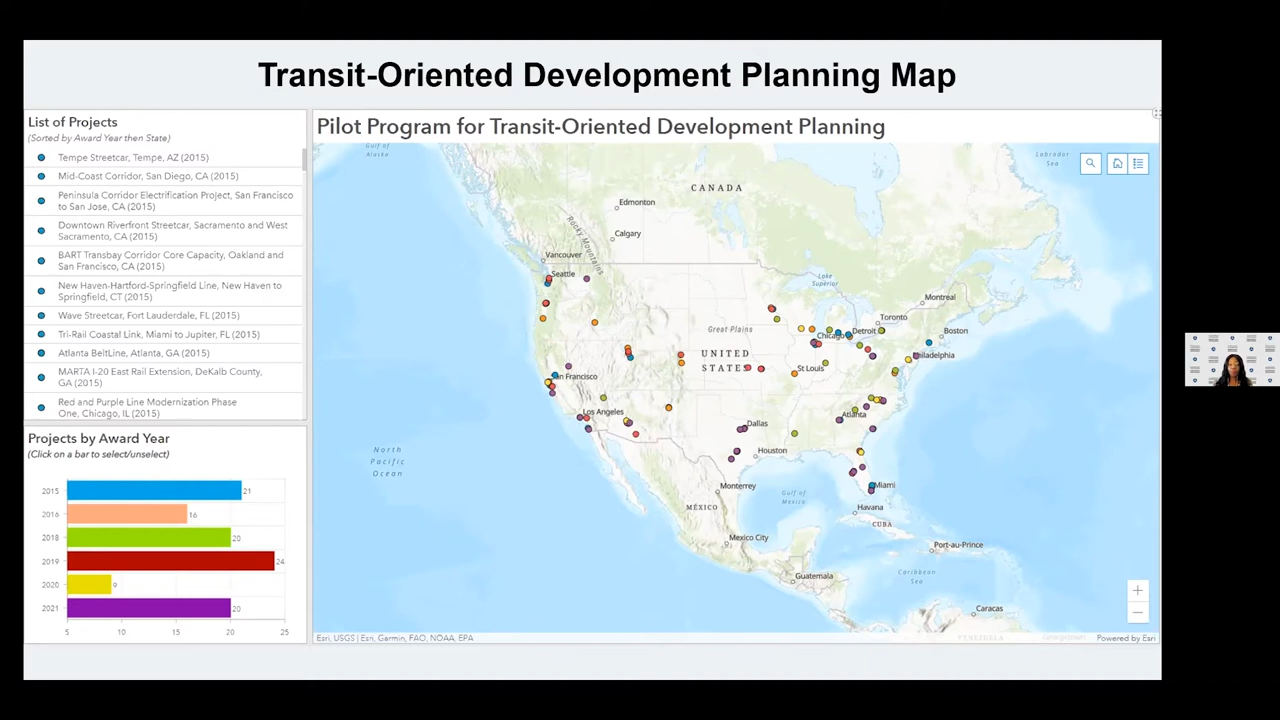 Transit-Oriented Development Planning Map
List of Projects
(Sorted by Award Year then State)
Tempe Streetcar, Tempe, AZ (2015)
Mid-Coast Corridor, San Diego, CA (2015)
Peninsula Corridor Electrification Project, San Francisco
to San Jose, CA (2015)
Downtown Riverfront Streetcar, Sacramento and West
Sacramento, CA (2015)
BART Transbay Corridor Core Capacity, Oakland and
San Francisco, CA (2015)
New Haven-Hartford-Springfield Line, New Haven to
Springfield, CT (2015)
Wave Streetcar, Fort Lauderdale, FL (2015)
Tri-Rail Coastal Link, Miami to Jupiter, FL (2015)
Atlanta BeltLine, Atlanta, GA (2015)
MARTA I-20 East Rail Extension, DeKalb County,
GA (2015)
Red and Purple Line Modernization Phase
One, Chicago, IL (2015)
Projects by Award Year
(Click on a bar to select/unselect)
2015
21
2016
16
2018
20
2019
24
2020
9
2021
20
5
10
15
20
25
Pilot Program for Transit-Oriented Development Planning
Gulf of
Alaska
Labrador
Sea
CANADA
Edmonton
Rocky Mountains
Calgary
Vancouver
Seattle
Lake
Superior
Montreal
Toronto
Great Plains
Boston
Chicago
Detroit
UNITED
STATES
Philadelphia
St Louis
San Francisco
Los Angeles
Atlanta
Dallas
Houston
North
Pacific
Ocean
Monterrey
Gulf of
Mexico
Miami
MÉXICO
Havana
CUBA
Mexico City
Port-au-Prince
Guatemala
Caribbean
Sea
Caracas
VENEZUELA
Georgetown
+
−
Esri, USGS | Esri, Garmin, FAO, NOAA, EPA
Powered by Esri